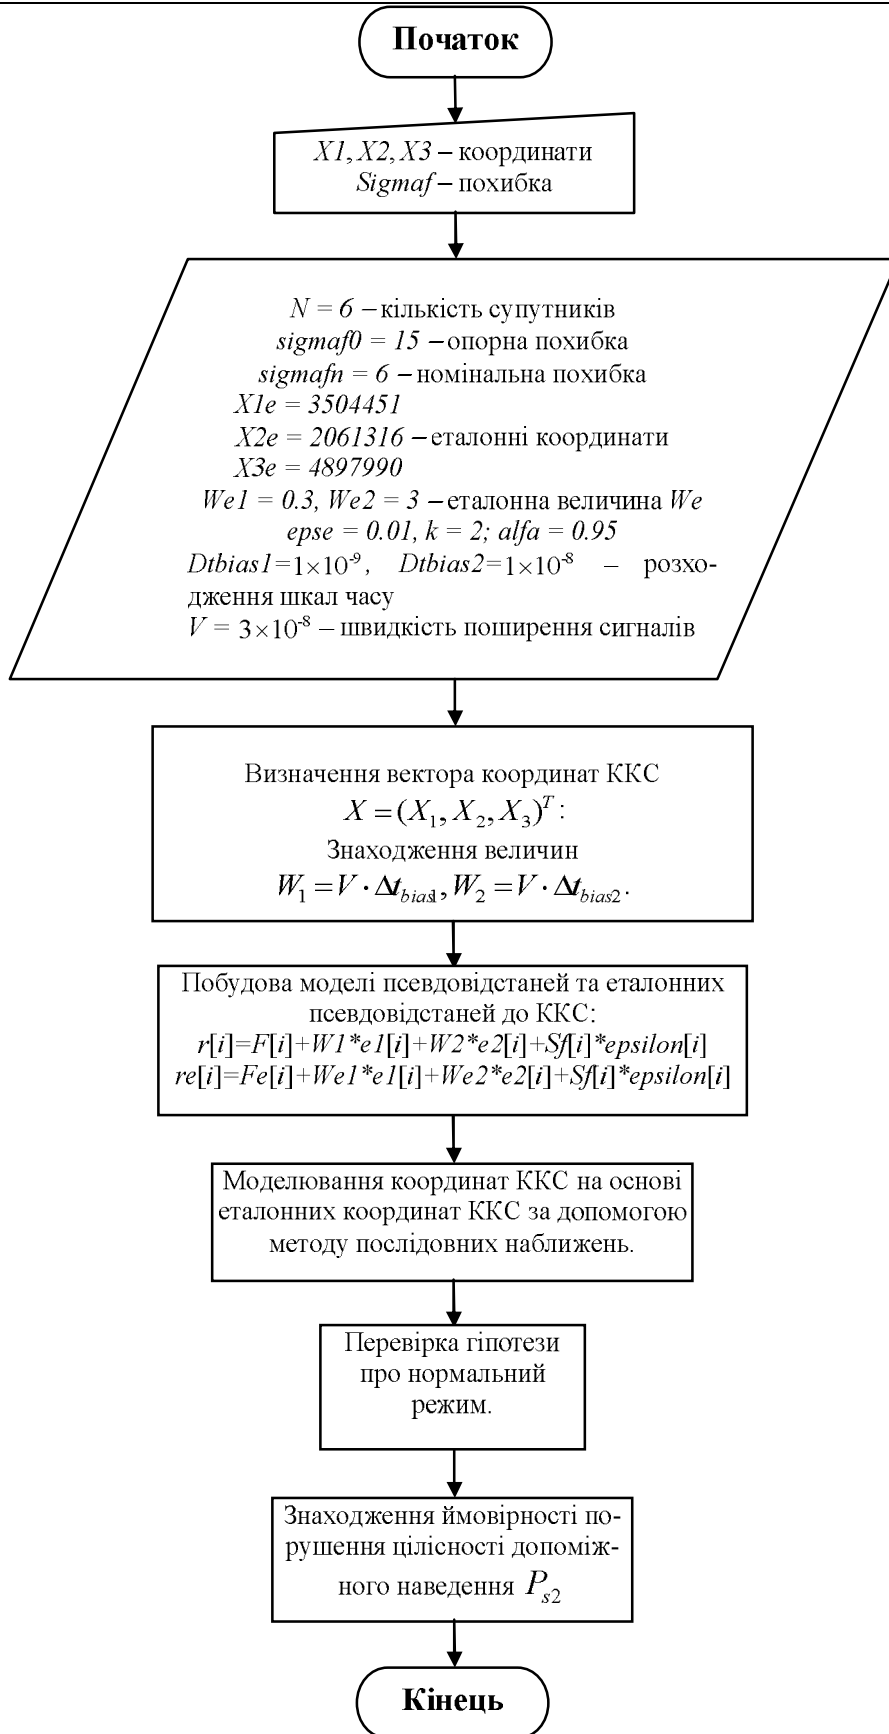 Початок
X1, X2, X3 – координати
Sigmaf – похибка
N = 6 – кількість супутників
sigmaf0 = 15 – опорна похибка
sigmafn = 6 – номінальна похибка
X1e = 3504451
X2e = 2061316 – еталонні координати
X3e = 4897990
We1 = 0.3, We2 = 3 – еталонна величина We
epse = 0.01, k = 2; alfa = 0.95
Dtbias1=1×10⁻⁹, Dtbias2=1×10⁻⁸ – розхо-
дження шкал часу
V = 3×10⁻⁸ – швидкість поширення сигналів
Визначення вектора координат ККС
X = (X₁, X₂, X₃)ᵀ:
Знаходження величин
W₁ = V · Δt_bias1, W₂ = V · Δt_bias2.
Побудова моделі псевдовідстаней та еталонних
псевдовідстаней до ККС:
r[i]=F[i]+W1*e1[i]+W2*e2[i]+Sf[i]*epsilon[i]
re[i]=Fe[i]+We1*e1[i]+We2*e2[i]+Sf[i]*epsilon[i]
Моделювання координат ККС на основі
еталонних координат ККС за допомогою
методу послідовних наближень.
Перевірка гіпотези
про нормальний
режим.
Знаходження ймовірності по-
рушення цілісності допоміж-
ного наведення P_s2
Кінець